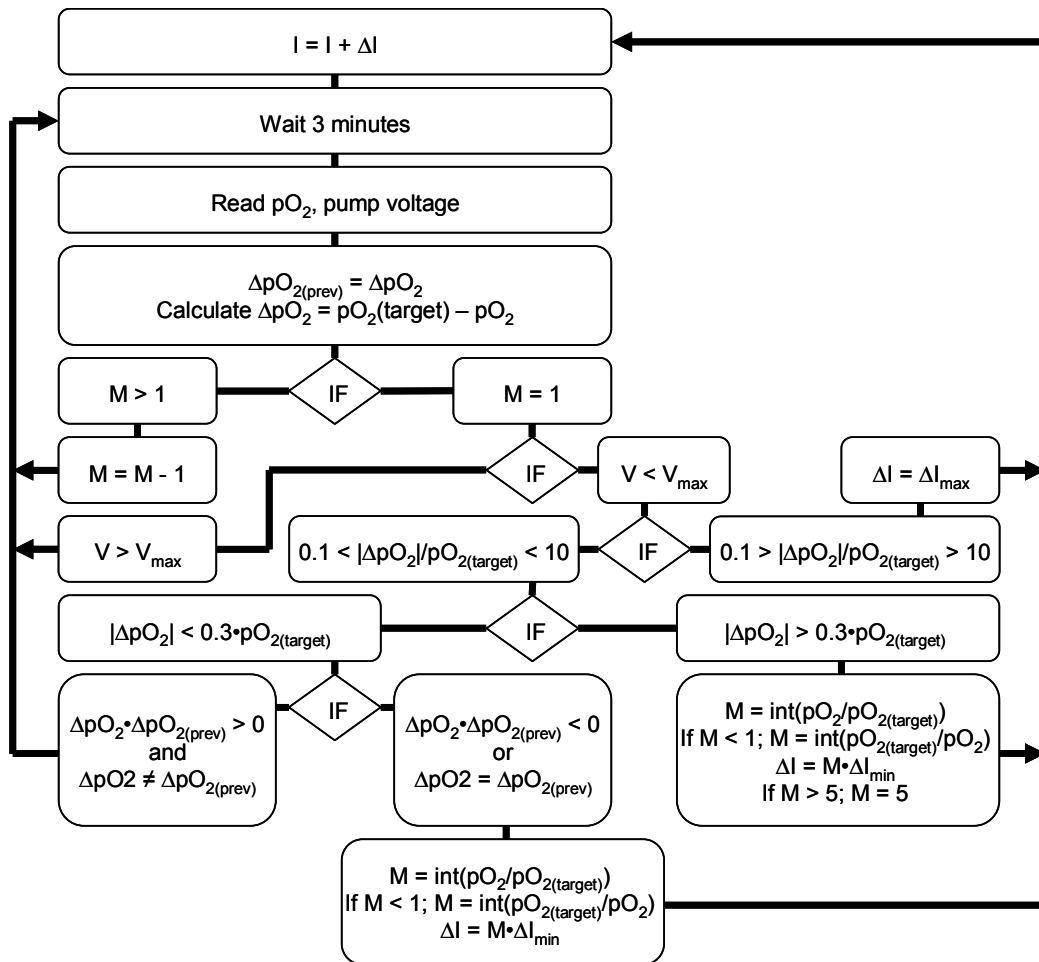 I = I + ΔI
Wait 3 minutes
Read pO₂, pump voltage
ΔpO₂₍prev₎ = ΔpO₂
Calculate ΔpO₂ = pO₂(target) – pO₂
M > 1
IF
M = 1
M = M - 1
IF
V < Vmax
ΔI = ΔImax
V > Vmax
0.1 < |ΔpO₂|/pO₂(target) < 10
IF
0.1 > |ΔpO₂|/pO₂(target) > 10
|ΔpO₂| < 0.3•pO₂(target)
IF
|ΔpO₂| > 0.3•pO₂(target)
IF
ΔpO₂•ΔpO₂(prev) > 0
and
ΔpO2 ≠ ΔpO₂(prev)
ΔpO₂•ΔpO₂(prev) < 0
or
ΔpO2 = ΔpO₂(prev)
M = int(pO₂/pO₂(target))
If M < 1; M = int(pO₂(target)/pO₂)
ΔI = M•ΔImin
If M > 5; M = 5
M = int(pO₂/pO₂(target))
If M < 1; M = int(pO₂(target)/pO₂)
ΔI = M•ΔImin